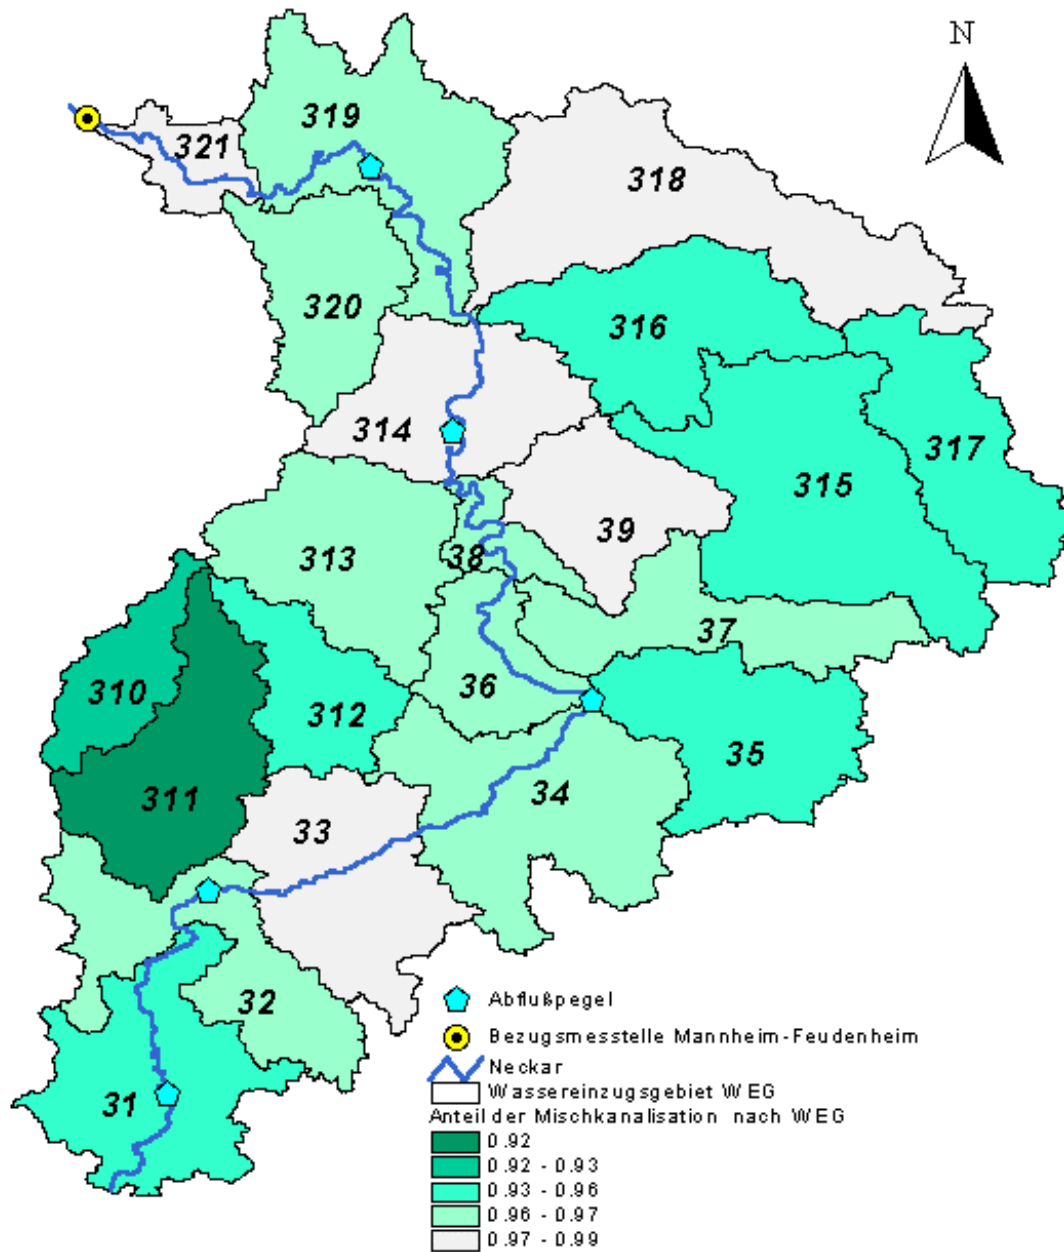 N
319
321
318
320
316
314
317
315
39
313
38
37
310
36
312
35
34
311
33
32
31
Abflußpegel
Bezugsmesstelle Mannheim-Feudenheim
Neckar
Wassereinzugsgebiet WEG
Anteil der Mischkanalisation nach WEG
0.92
0.92 - 0.93
0.93 - 0.96
0.96 - 0.97
0.97 - 0.99